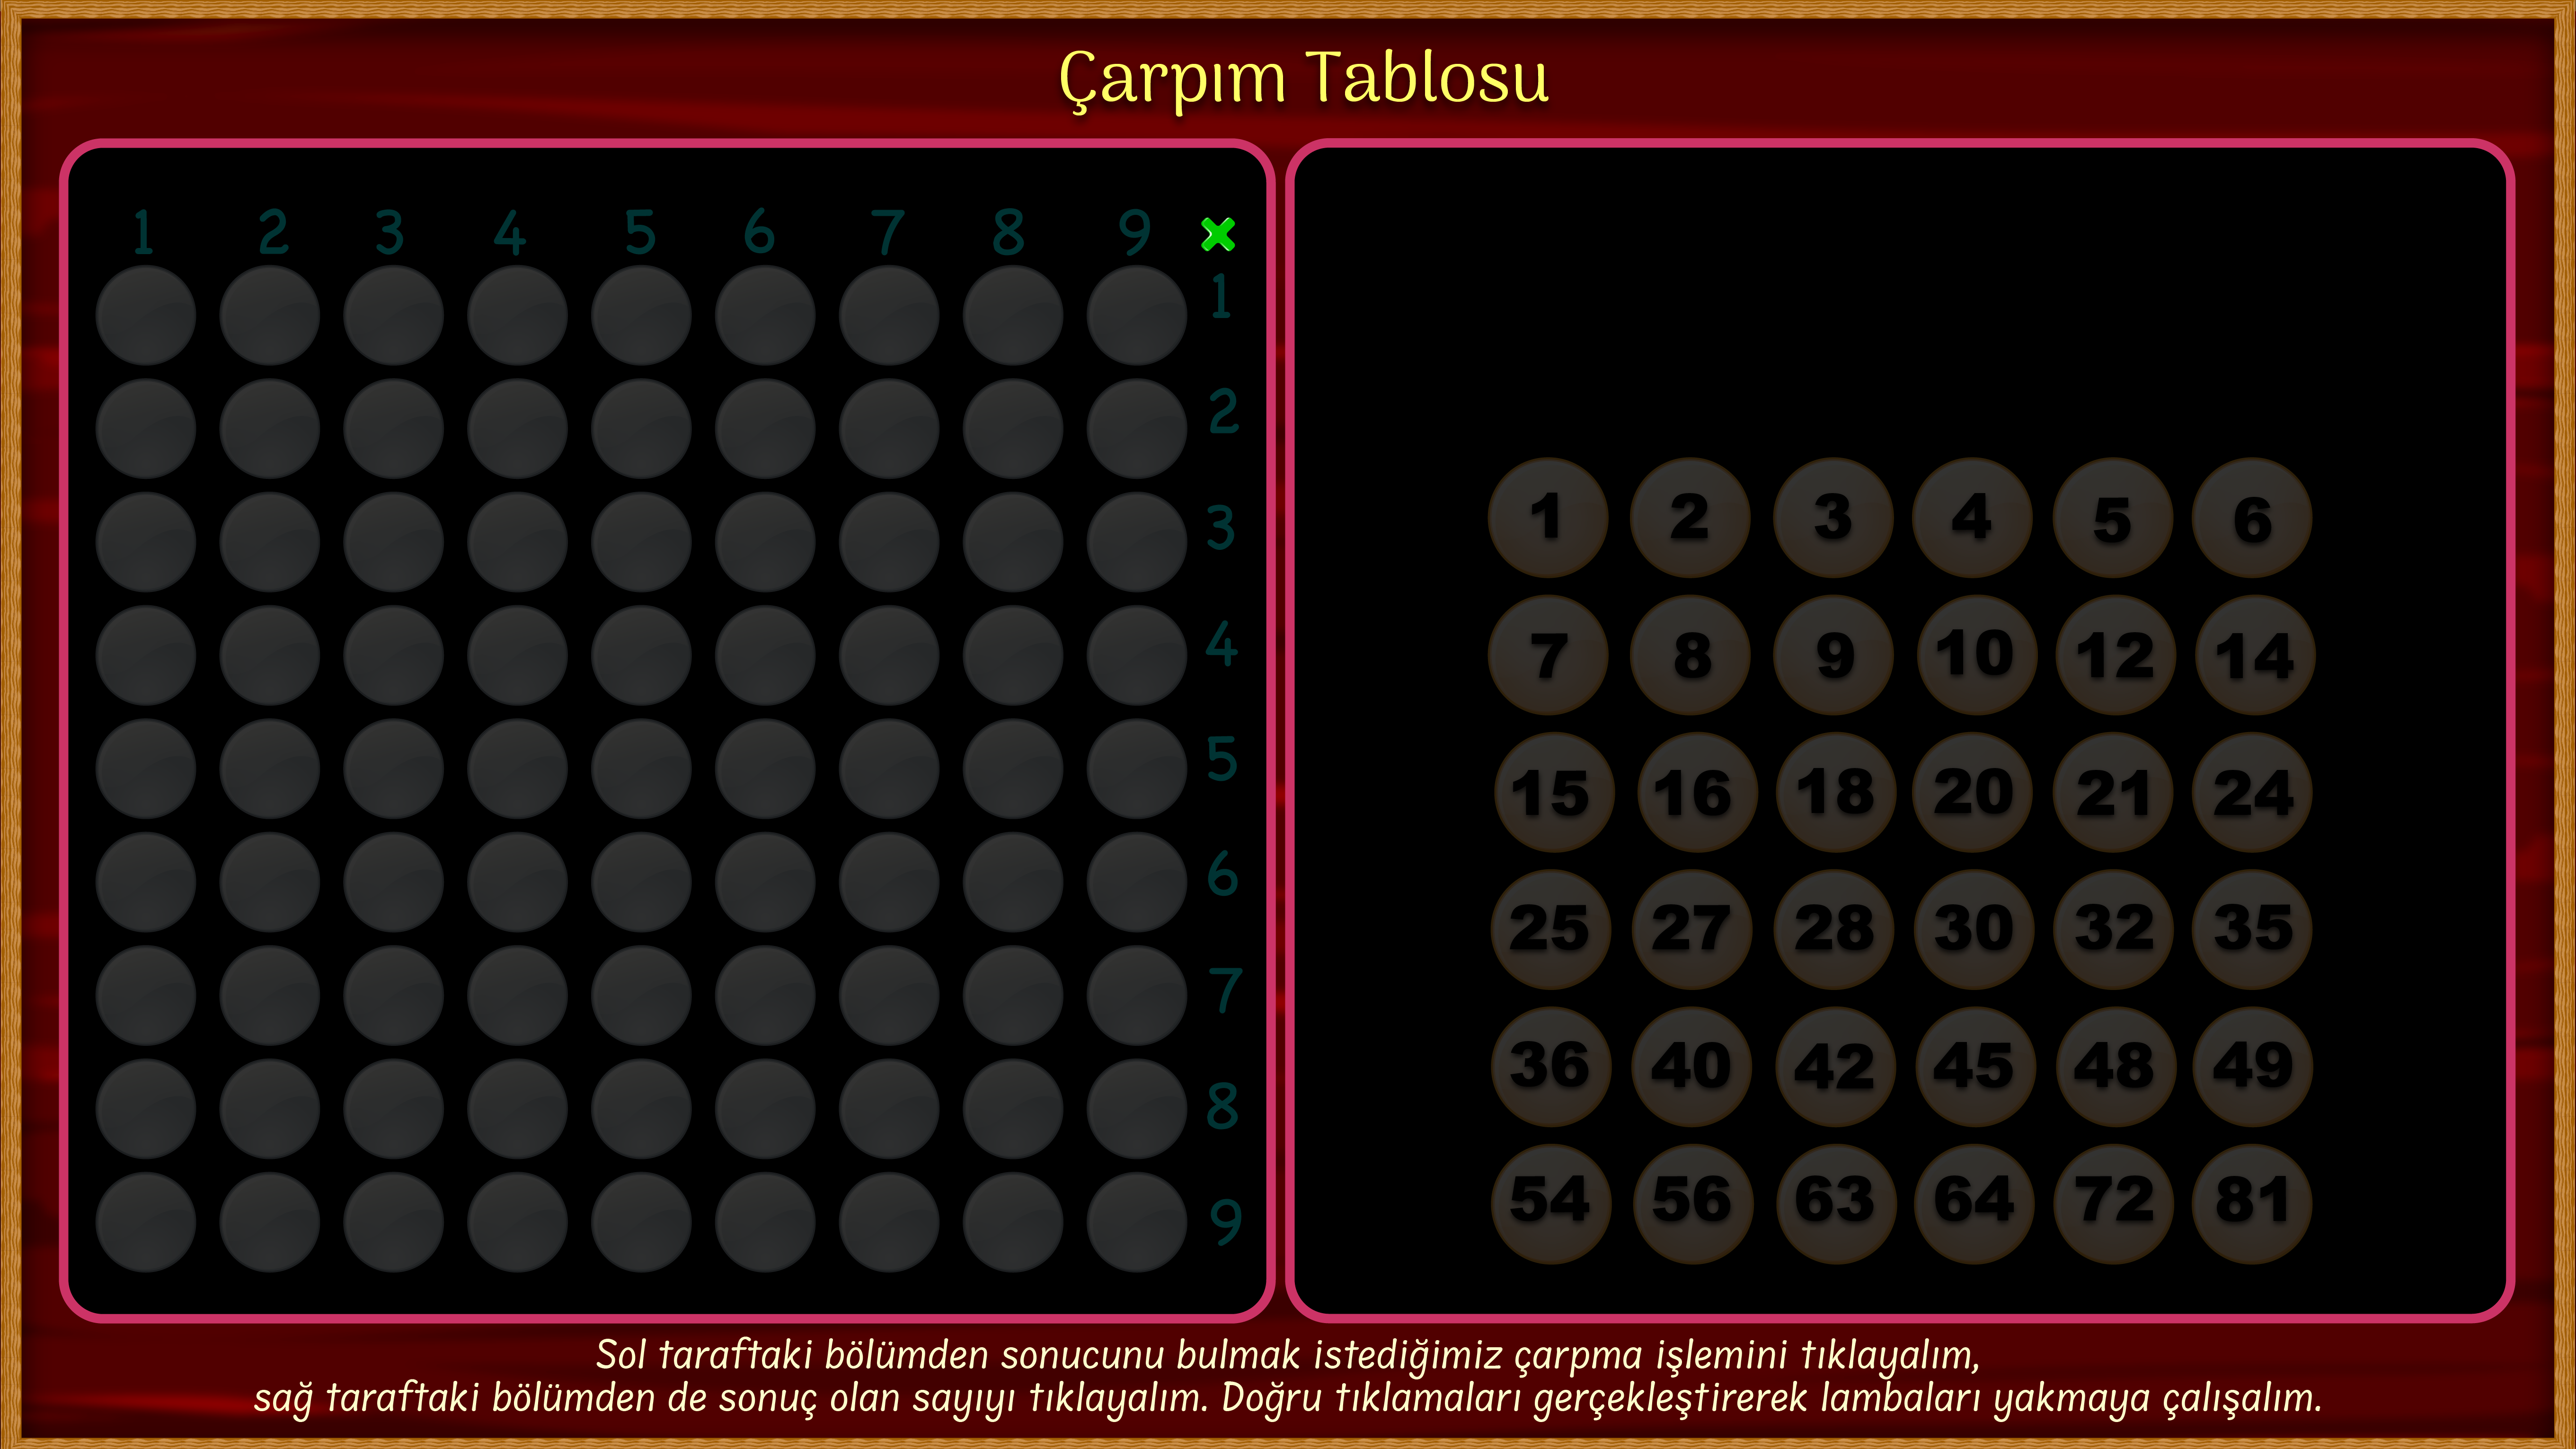 Çarpım Tablosu
1 2 3 4 5 6 7 8 9 ×
1
2
3
4
5
6
7
8
9
1 2 3 4 5 6
7 8 9 10 12 14
15 16 18 20 21 24
25 27 28 30 32 35
36 40 42 45 48 49
54 56 63 64 72 81
Sol taraftaki bölümden sonucunu bulmak istediğimiz çarpma işlemini tıklayalım,
sağ taraftaki bölümden de sonuç olan sayıyı tıklayalım. Doğru tıklamaları gerçekleştirerek lambaları yakmaya çalışalım.